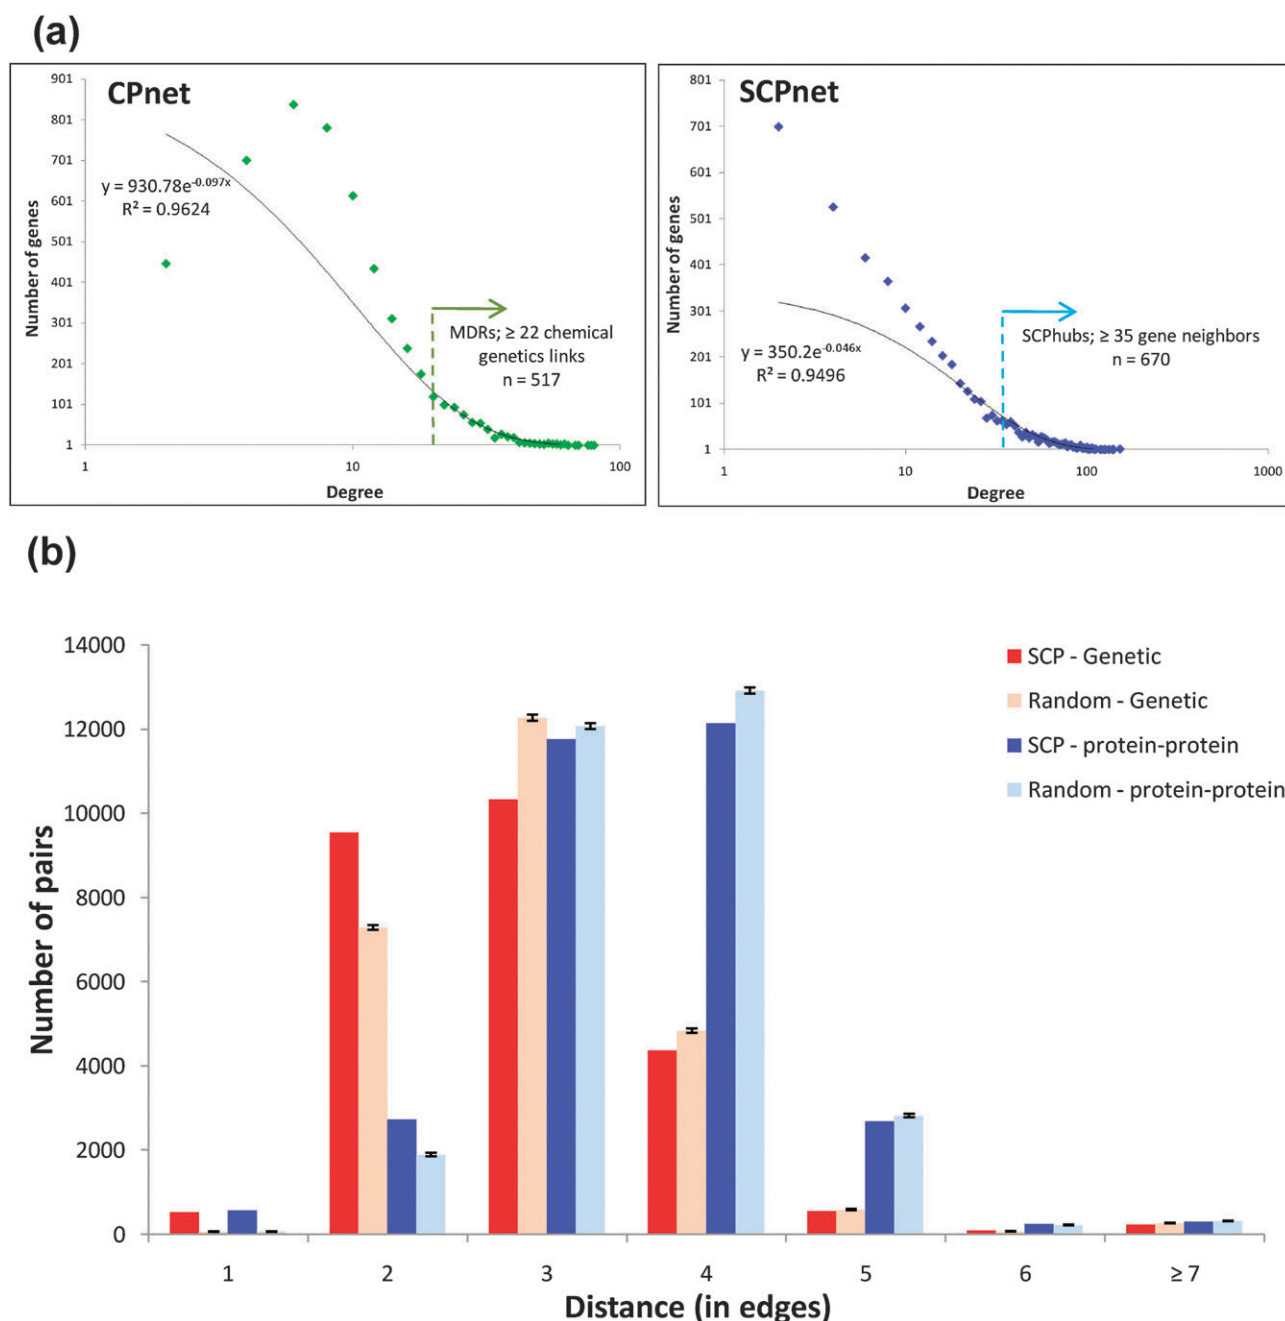 (a)
CPnet
901
801
701
601
501
401
301
201
101
1
Number of genes
y = 930.78e^-0.097x
R² = 0.9624
MDRs; ≥ 22 chemical
genetics links
n = 517
1
10
100
Degree
SCPnet
801
701
601
501
401
301
201
101
1
Number of genes
y = 350.2e^-0.046x
R² = 0.9496
SCPhubs; ≥ 35 gene neighbors
n = 670
1
10
100
1000
Degree
(b)
14000
12000
10000
8000
6000
4000
2000
0
Number of pairs
SCP - Genetic
Random - Genetic
SCP - protein-protein
Random - protein-protein
1
2
3
4
5
6
≥ 7
Distance (in edges)